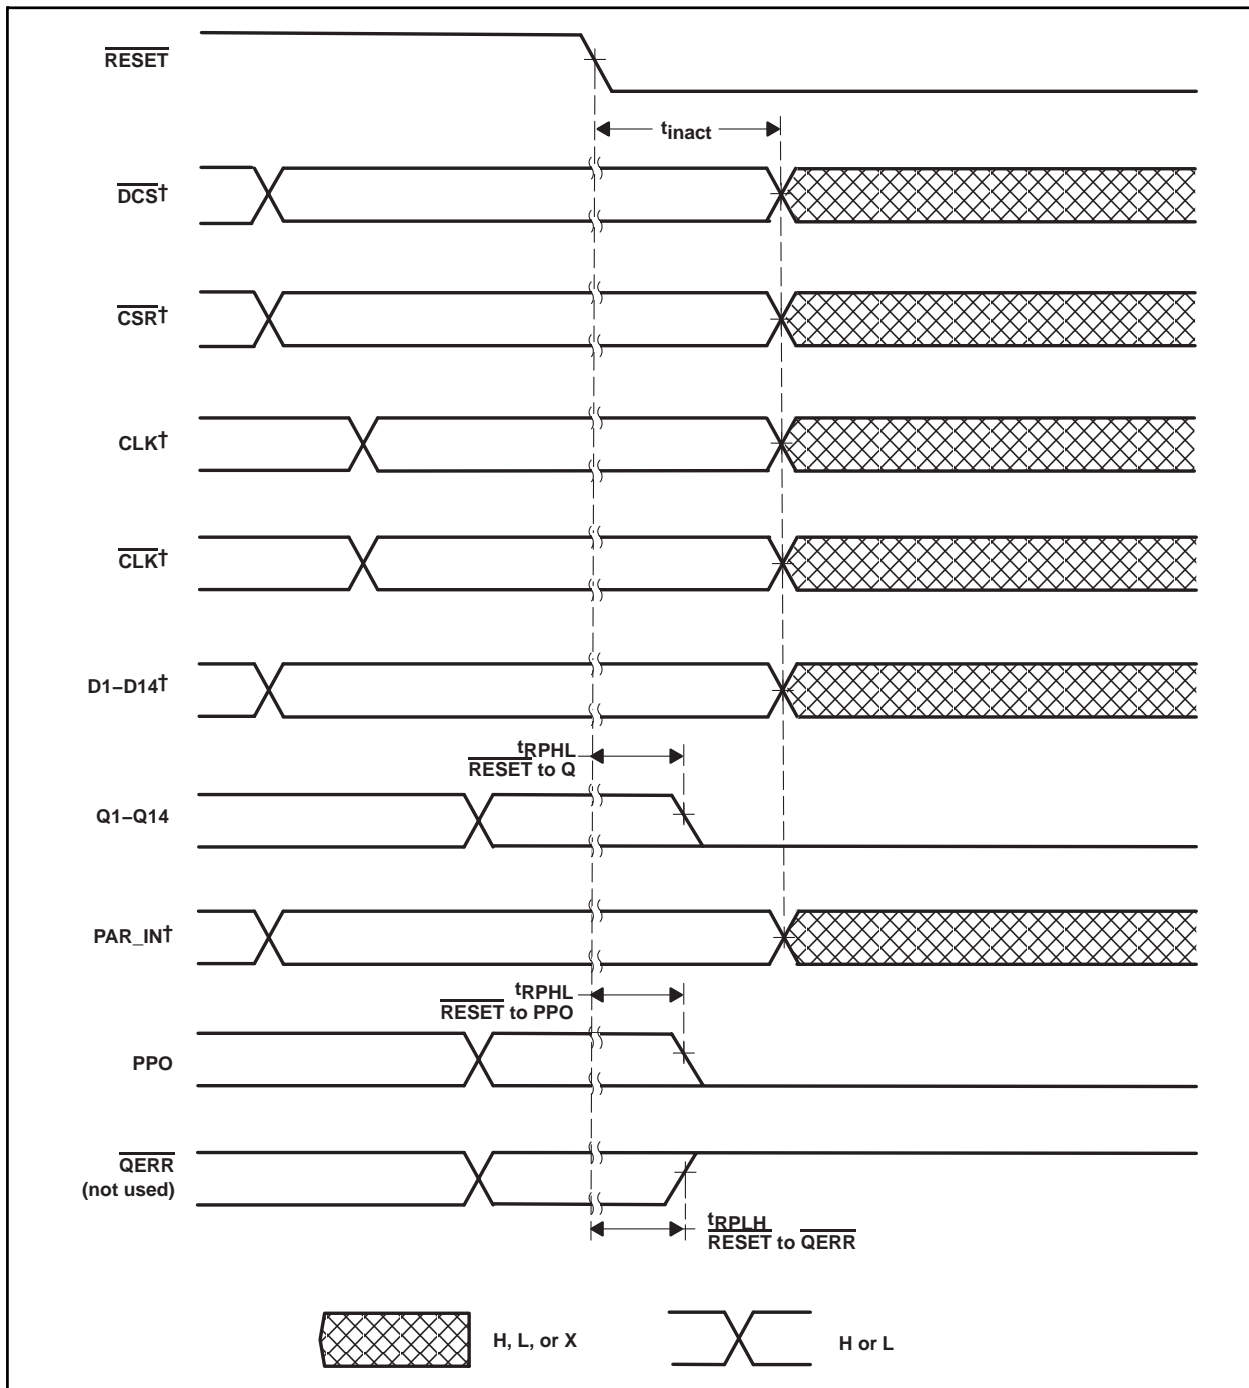 RESET
tinact
DCS†
CSR†
CLK†
CLK†
D1–D14†
tRPHL
RESET to Q
Q1–Q14
PAR_IN†
tRPHL
RESET to PPO
PPO
QERR
(not used)
tRPLH
RESET to QERR
H, L, or X
H or L